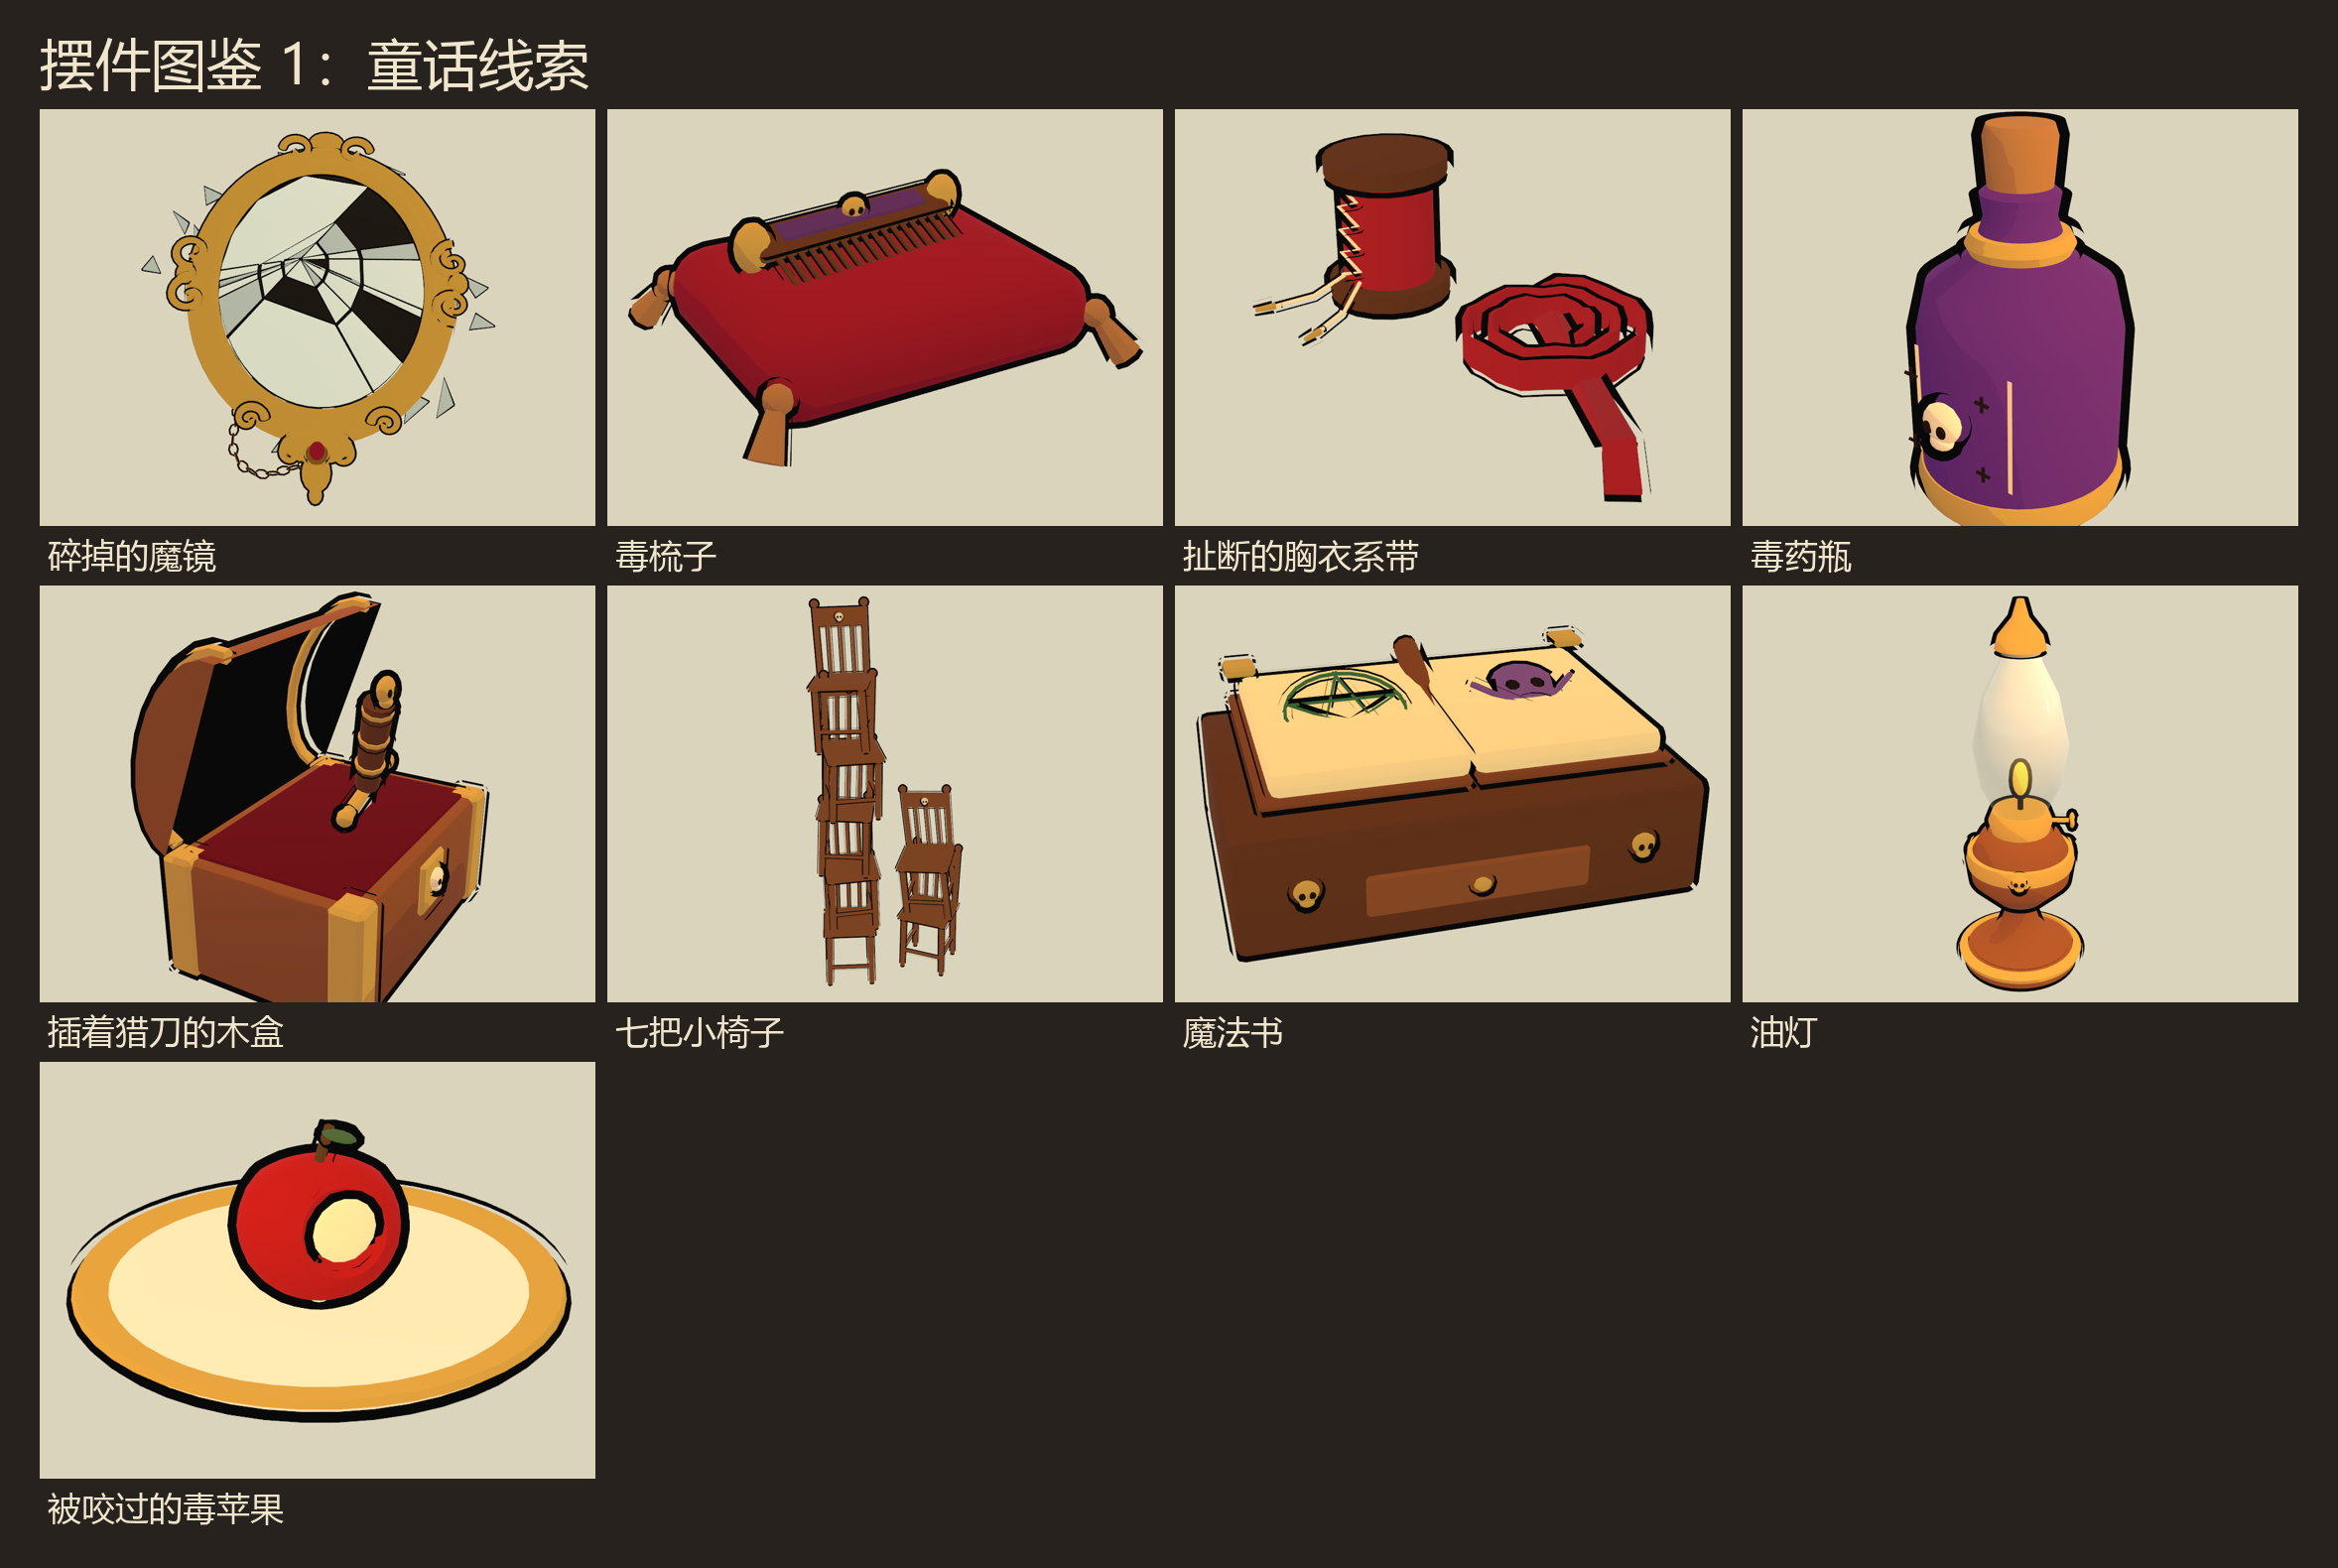 摆件图鉴 1：童话线索
碎掉的魔镜
毒梳子
扯断的胸衣系带
毒药瓶
插着猎刀的木盒
七把小椅子
魔法书
油灯
被咬过的毒苹果